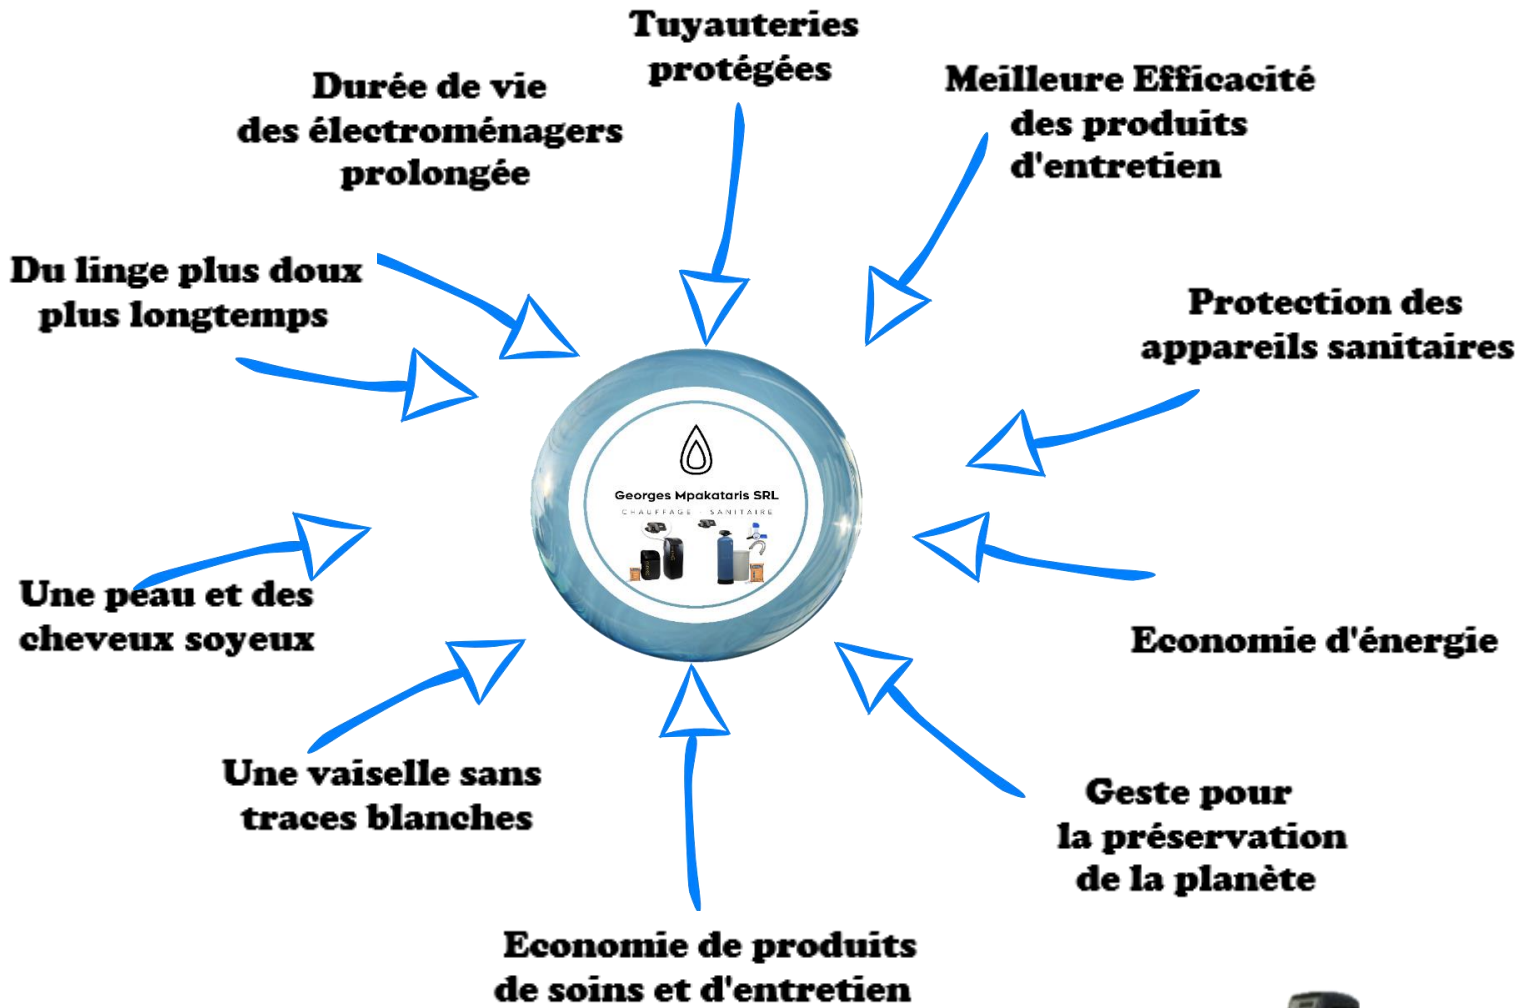 Tuyauteries
protégées
Durée de vie
des électroménagers
prolongée
Meilleure Efficacité
des produits
d'entretien
Du linge plus doux
plus longtemps
Protection des
appareils sanitaires
Georges Mpakataris SRL
CHAUFFAGE - SANITAIRE
Une peau et des
cheveux soyeux
Economie d'énergie
Une vaiselle sans
traces blanches
Geste pour
la préservation
de la planète
Economie de produits
de soins et d'entretien